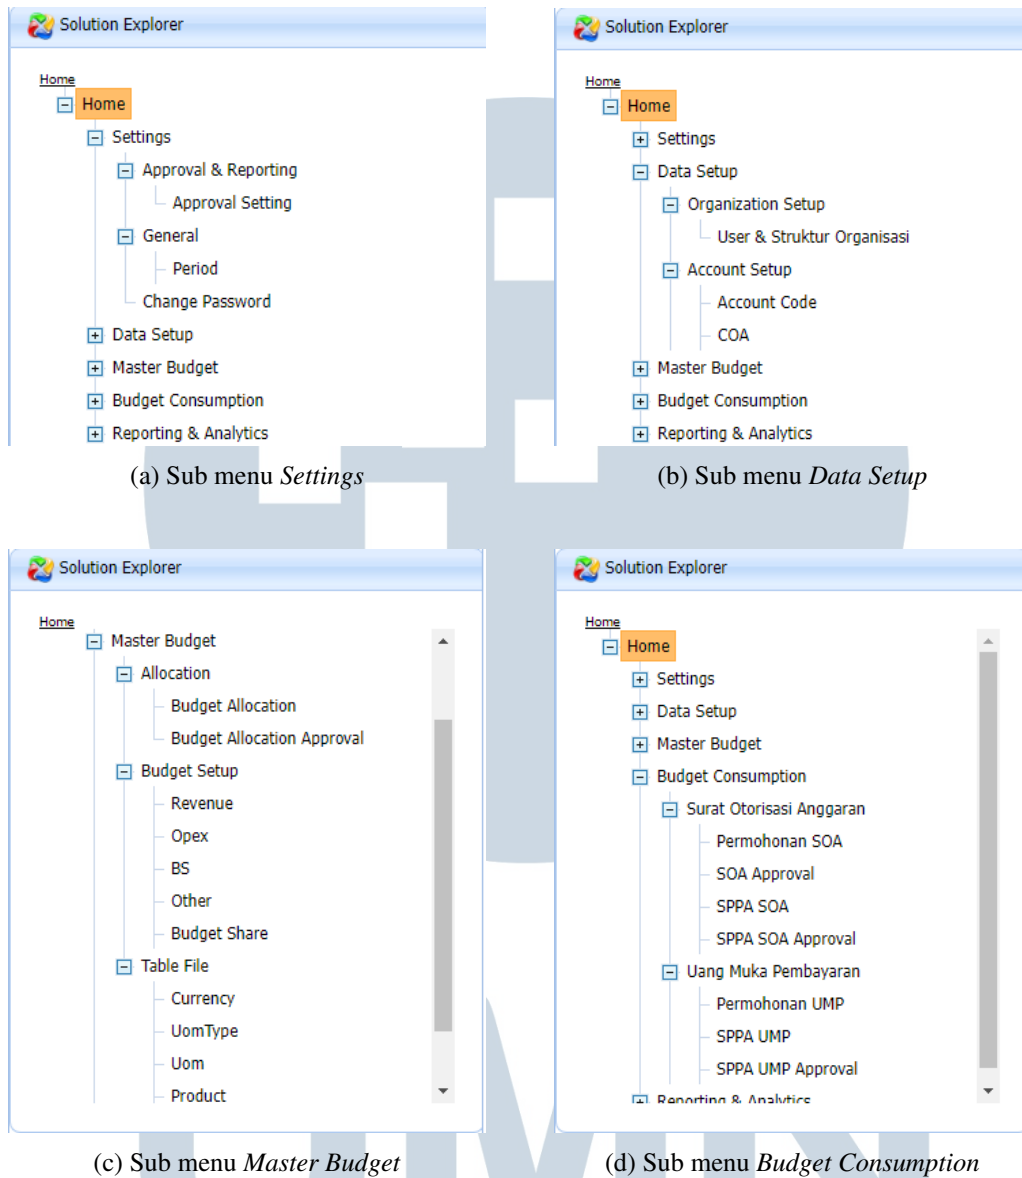 Solution Explorer
Home
Home
Settings
Approval & Reporting
Approval Setting
General
Period
Change Password
Data Setup
Master Budget
Budget Consumption
Reporting & Analytics
(a) Sub menu Settings
Solution Explorer
Home
Home
Settings
Data Setup
Organization Setup
User & Struktur Organisasi
Account Setup
Account Code
COA
Master Budget
Budget Consumption
Reporting & Analytics
(b) Sub menu Data Setup
Solution Explorer
Home
Master Budget
Allocation
Budget Allocation
Budget Allocation Approval
Budget Setup
Revenue
Opex
BS
Other
Budget Share
Table File
Currency
UomType
Uom
Product
(c) Sub menu Master Budget
Solution Explorer
Home
Home
Settings
Data Setup
Master Budget
Budget Consumption
Surat Otorisasi Anggaran
Permohonan SOA
SOA Approval
SPPA SOA
SPPA SOA Approval
Uang Muka Pembayaran
Permohonan UMP
SPPA UMP
SPPA UMP Approval
Reporting & Analytics
(d) Sub menu Budget Consumption